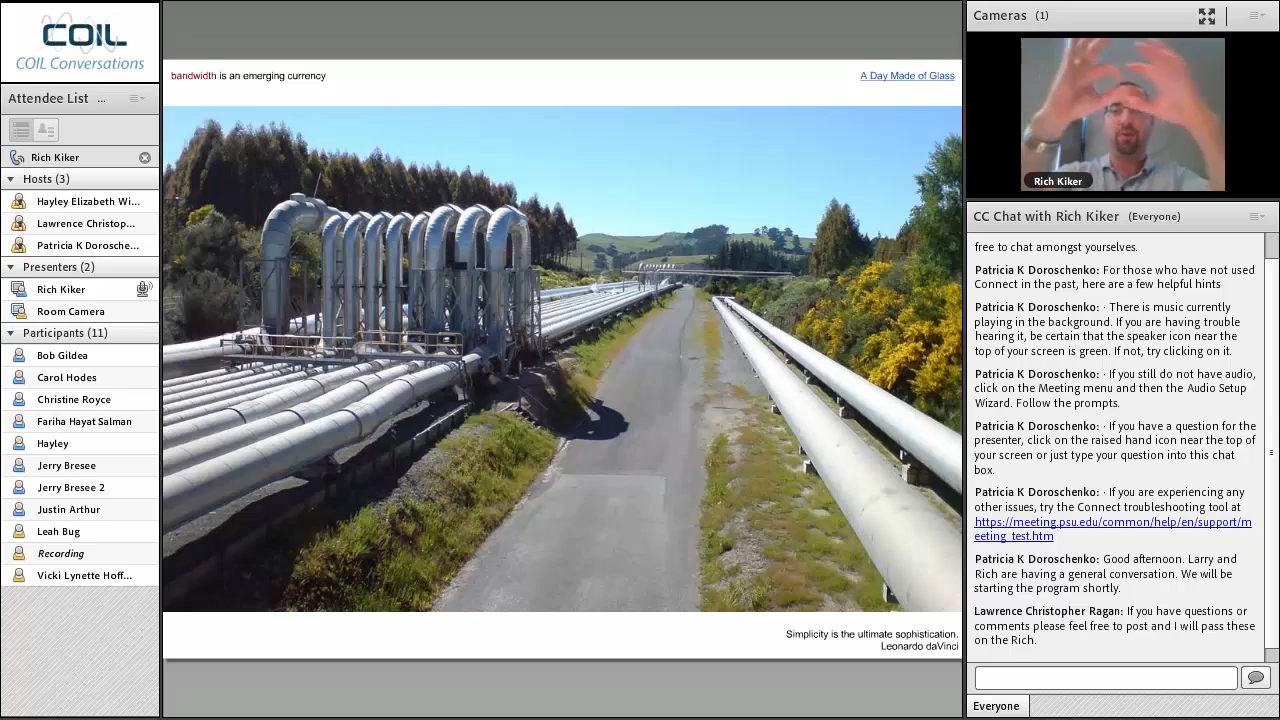 COIL
COIL Conversations
Attendee List ...
Rich Kiker
Hosts (3)
Hayley Elizabeth Wi...
Lawrence Christop...
Patricia K Dorosche...
Presenters (2)
Rich Kiker
Room Camera
Participants (11)
Bob Gildea
Carol Hodes
Christine Royce
Fariha Hayat Salman
Hayley
Jerry Bresee
Jerry Bresee 2
Justin Arthur
Leah Bug
Recording
Vicki Lynette Hoff...
bandwidth is an emerging currency
A Day Made of Glass
Simplicity is the ultimate sophistication.
Leonardo daVinci
Cameras (1)
Rich Kiker
CC Chat with Rich Kiker (Everyone)
free to chat amongst yourselves.
Patricia K Doroschenko: For those who have not used
Connect in the past, here are a few helpful hints
Patricia K Doroschenko: · There is music currently
playing in the background. If you are having trouble
hearing it, be certain that the speaker icon near the
top of your screen is green. If not, try clicking on it.
Patricia K Doroschenko: · If you still do not have audio,
click on the Meeting menu and then the Audio Setup
Wizard. Follow the prompts.
Patricia K Doroschenko: · If you have a question for the
presenter, click on the raised hand icon near the top of
your screen or just type your question into this chat
box.
Patricia K Doroschenko: · If you are experiencing any
other issues, try the Connect troubleshooting tool at
https://meeting.psu.edu/common/help/en/support/m
eeting_test.htm
Patricia K Doroschenko: Good afternoon. Larry and
Rich are having a general conversation. We will be
starting the program shortly.
Lawrence Christopher Ragan: If you have questions or
comments please feel free to post and I will pass these
on the Rich.
Everyone